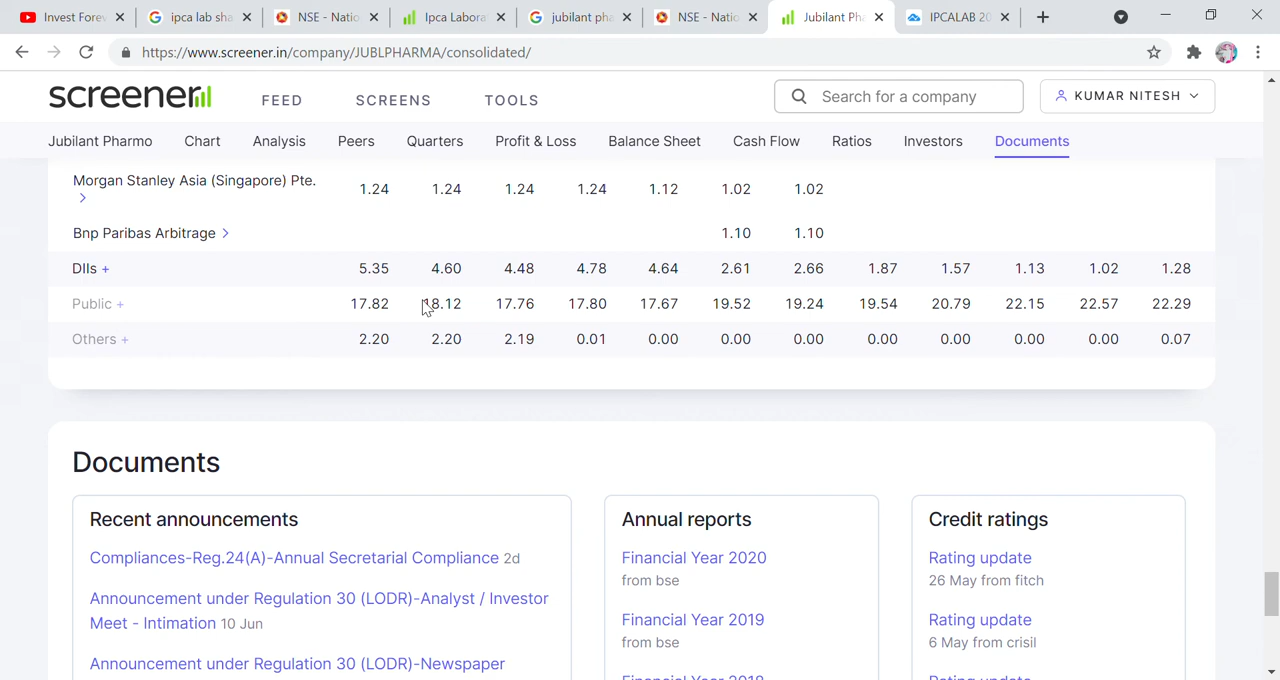 Invest Forev
ipca lab sha
NSE - Natio
Ipca Labora
jubilant pha
NSE - Natio
Jubilant Pha
IPCALAB 20
https://www.screener.in/company/JUBLPHARMA/consolidated/
screener
FEED SCREENS TOOLS
Search for a company
KUMAR NITESH
Jubilant Pharmo Chart Analysis Peers Quarters Profit & Loss Balance Sheet Cash Flow Ratios Investors Documents
Morgan Stanley Asia (Singapore) Pte. 1.24 1.24 1.24 1.24 1.12 1.02 1.02
Bnp Paribas Arbitrage 1.10 1.10
DIIs + 5.35 4.60 4.48 4.78 4.64 2.61 2.66 1.87 1.57 1.13 1.02 1.28
Public + 17.82 18.12 17.76 17.80 17.67 19.52 19.24 19.54 20.79 22.15 22.57 22.29
Others + 2.20 2.20 2.19 0.01 0.00 0.00 0.00 0.00 0.00 0.00 0.00 0.07
Documents
Recent announcements
Compliances-Reg.24(A)-Annual Secretarial Compliance 2d
Announcement under Regulation 30 (LODR)-Analyst / Investor
Meet - Intimation 10 Jun
Announcement under Regulation 30 (LODR)-Newspaper
Annual reports
Financial Year 2020
from bse
Financial Year 2019
from bse
Financial Year 2018
Credit ratings
Rating update
26 May from fitch
Rating update
6 May from crisil
Rating update